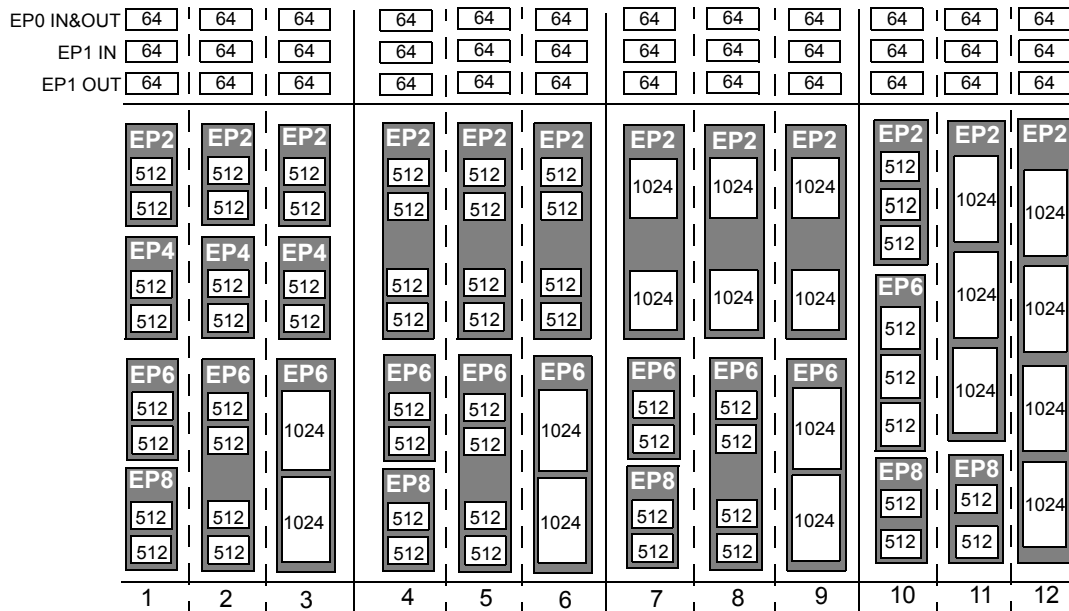 EP0 IN&OUT 64 64 64 64 64 64 64 64 64 64 64 64
EP1 IN 64 64 64 64 64 64 64 64 64 64 64 64
EP1 OUT 64 64 64 64 64 64 64 64 64 64 64 64
EP2 EP2 EP2 EP2 EP2 EP2 EP2 EP2 EP2 EP2 EP2 EP2
512 512 512 512 512 512 1024 1024 1024 512 1024 1024
512 512 512 512 512 512 512
512
EP4 EP4 EP4
512 512 512 512 512 512 1024 1024 1024 EP6 1024 1024
512 512 512 512 512 512 512
EP6 EP6 EP6 EP6 EP6 EP6 EP6 EP6 EP6 512
512 512 1024 512 512 1024 512 512 1024 512 1024 1024
512 512 512 512 512 512
EP8 EP8 EP8 EP8 EP8
512 512 1024 512 512 1024 512 512 1024 512 512 1024
512 512 512 512 512 512 512 512
1 2 3 4 5 6 7 8 9 10 11 12